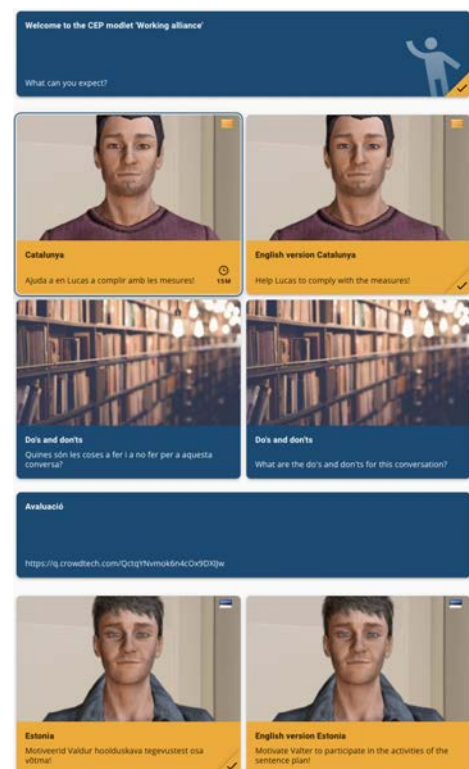 Welcome to the CEP modlet 'Working alliance'
What can you expect?
Catalunya
Ajuda a en Lucas a complir amb les mesures!
15M
English version Catalunya
Help Lucas to comply with the measures!
Do's and don'ts
Quines són les coses a fer i a no fer per a aquesta
conversa?
Do's and don'ts
What are the do's and don'ts for this conversation?
Avaluació
https://q.crowdtech.com/QctqYNvmok6n4cOx9DXlJw
Estonia
Motiveerid Valdur hoolduskava tegevustest osa
võtma!
English version Estonia
Motivate Valter to participate in the activities of the
sentence plan!